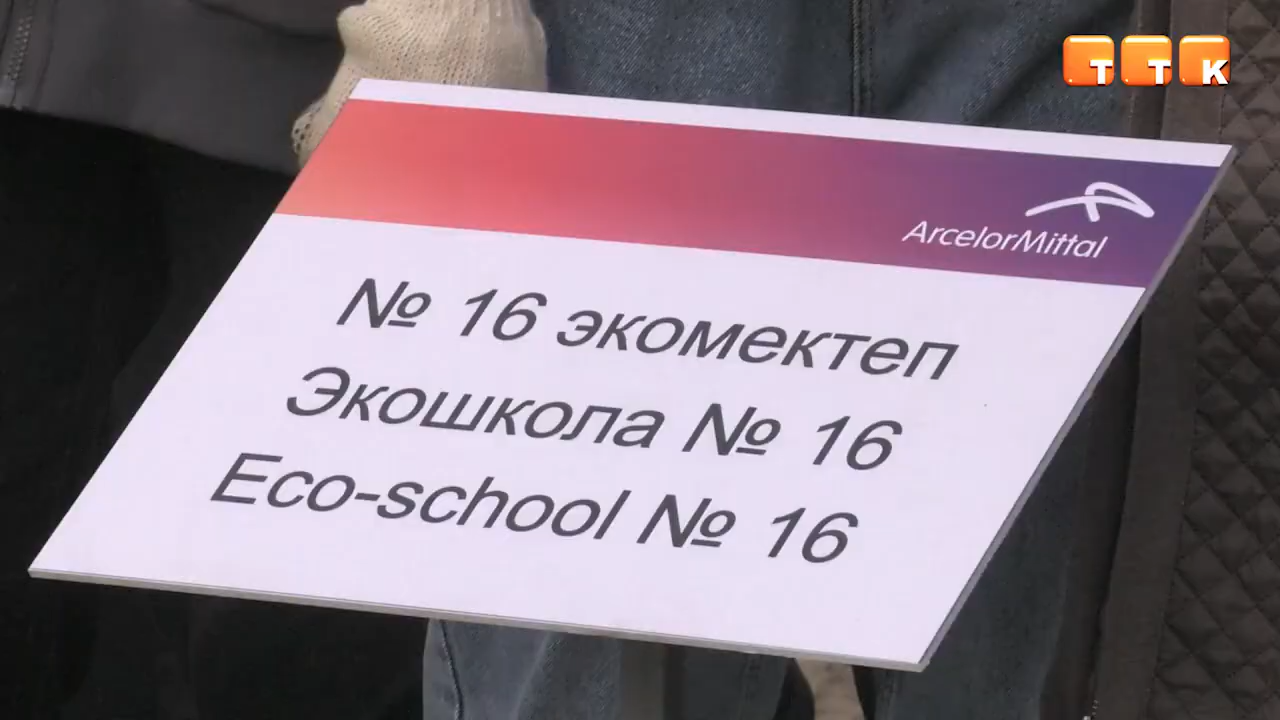 ТТК
ArcelorMittal
№ 16 экомектеп
Экошкола № 16
Eco-school № 16